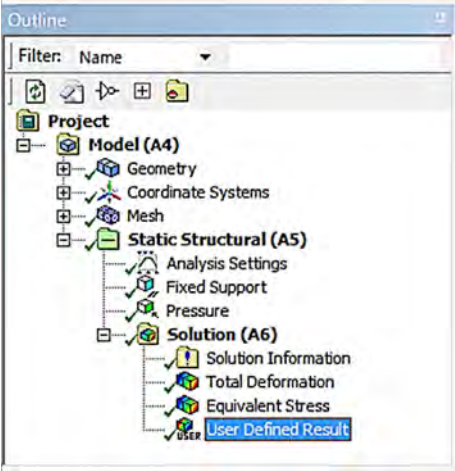 Outline
Filter: Name
Project
Model (A4)
Geometry
Coordinate Systems
Mesh
Static Structural (A5)
Analysis Settings
Fixed Support
Pressure
Solution (A6)
Solution Information
Total Deformation
Equivalent Stress
USER User Defined Result